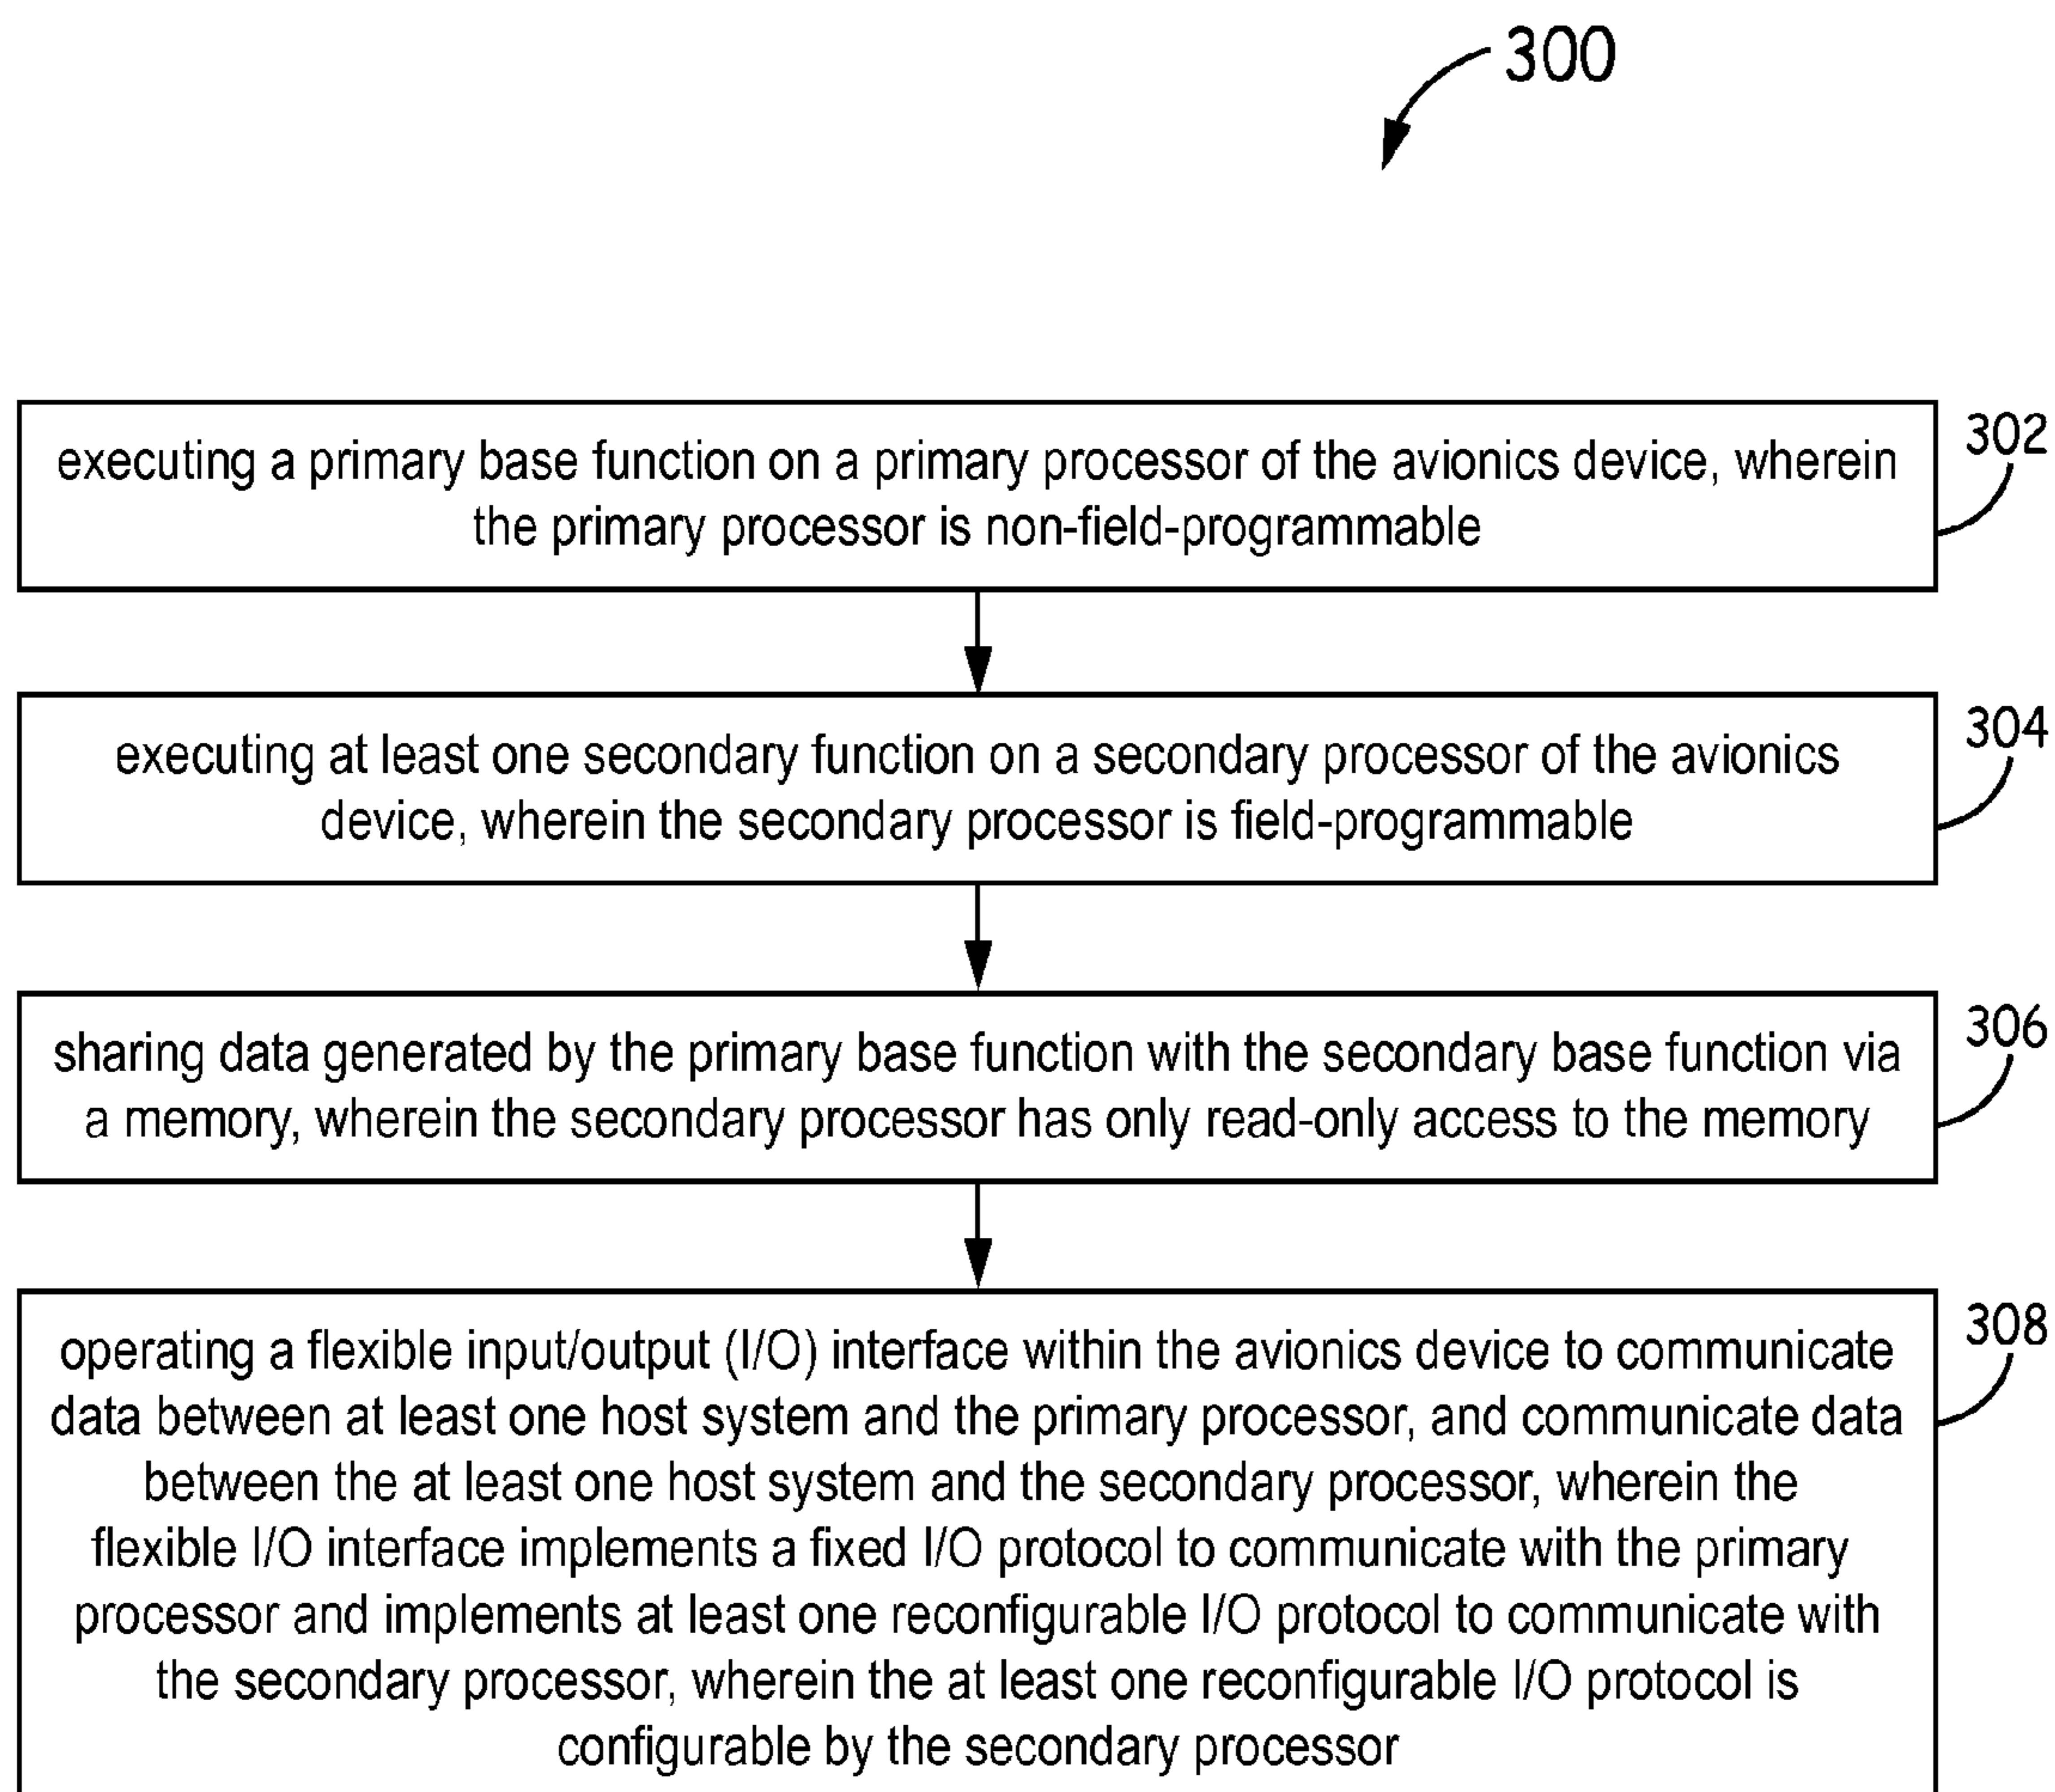 300
executing a primary base function on a primary processor of the avionics device, wherein
the primary processor is non-field-programmable
302
executing at least one secondary function on a secondary processor of the avionics
device, wherein the secondary processor is field-programmable
304
sharing data generated by the primary base function with the secondary base function via
a memory, wherein the secondary processor has only read-only access to the memory
306
operating a flexible input/output (I/O) interface within the avionics device to communicate
data between at least one host system and the primary processor, and communicate data
between the at least one host system and the secondary processor, wherein the
flexible I/O interface implements a fixed I/O protocol to communicate with the primary
processor and implements at least one reconfigurable I/O protocol to communicate with
the secondary processor, wherein the at least one reconfigurable I/O protocol is
configurable by the secondary processor
308